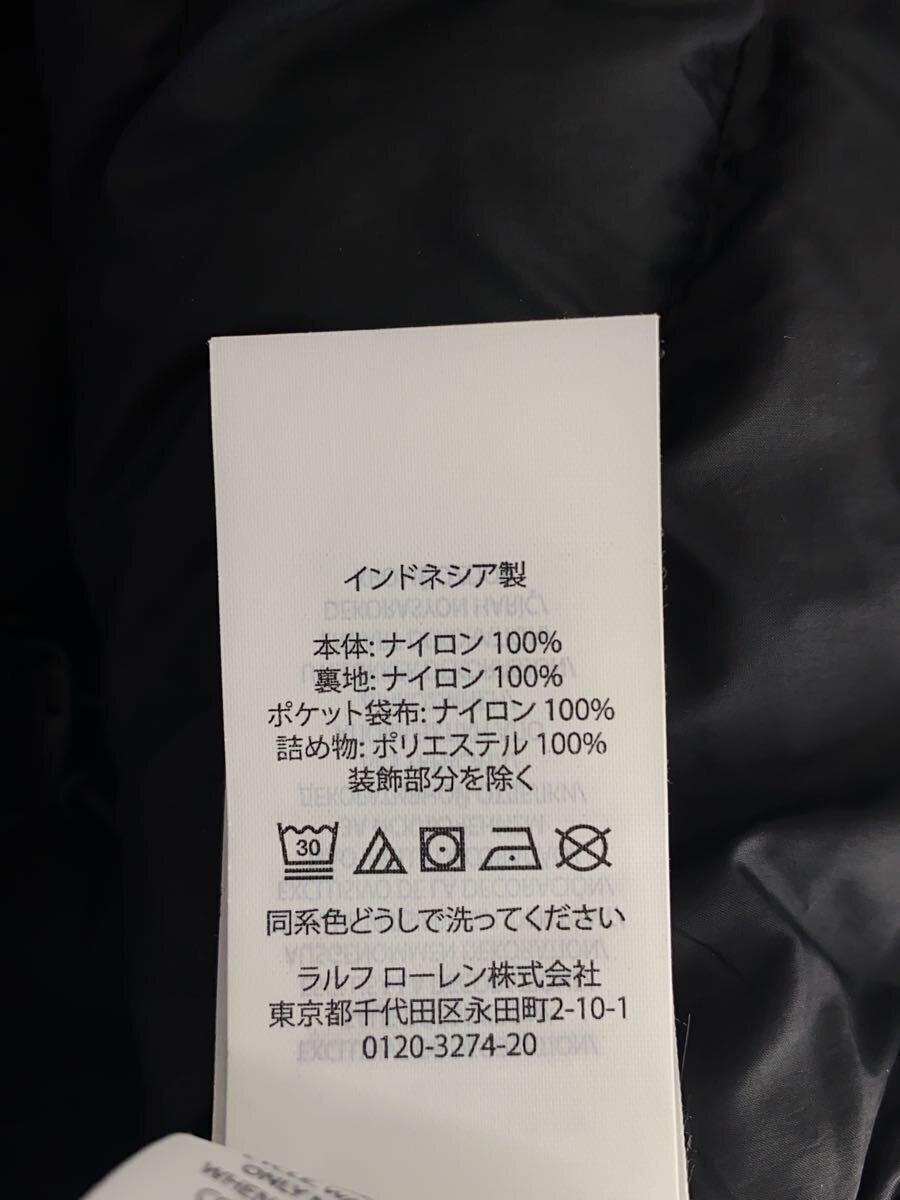 インドネシア製
本体: ナイロン 100%
裏地: ナイロン 100%
ポケット袋布: ナイロン 100%
詰め物: ポリエステル 100%
装飾部分を除く
30
同系色どうしで洗ってください
ラルフ ローレン株式会社
東京都千代田区永田町2-10-1
0120-3274-20
ONLY
WHEN